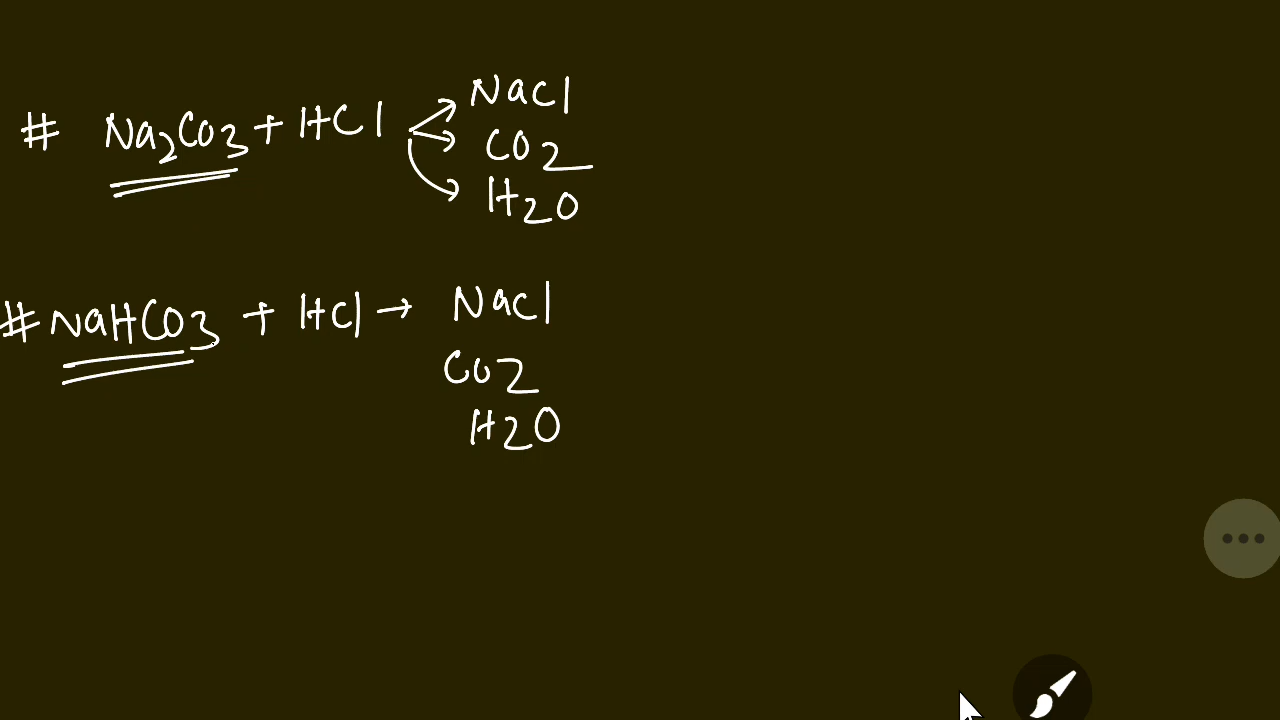 # Na2CO3 + HCl → NaCl
CO2
H2O
#NaHCO3 + HCl → NaCl
CO2
H2O